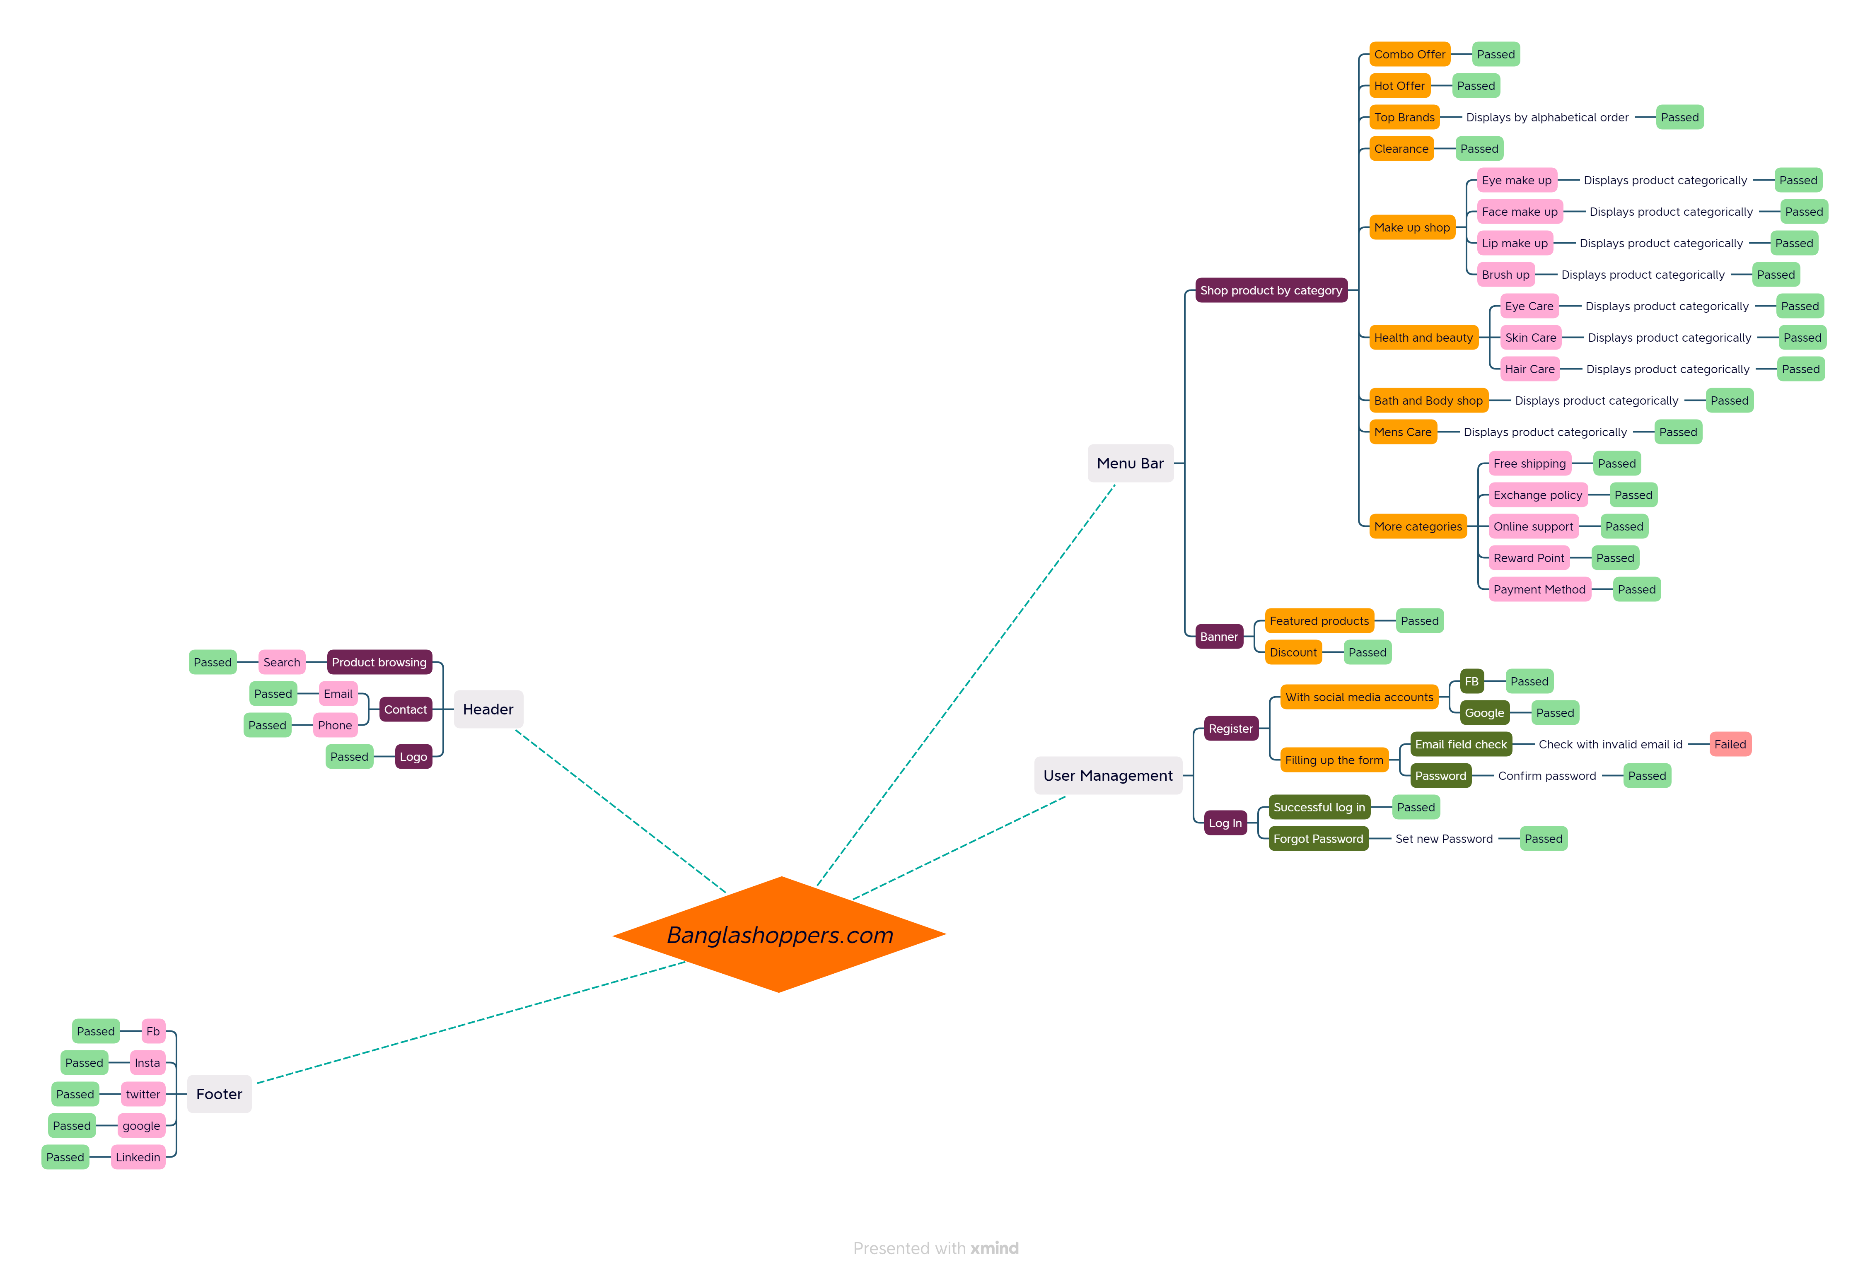 Combo Offer Passed
Hot Offer Passed
Top Brands Displays by alphabetical order Passed
Clearance Passed
Eye make up Displays product categorically Passed
Face make up Displays product categorically Passed
Make up shop
Lip make up Displays product categorically Passed
Brush up Displays product categorically Passed
Shop product by category
Eye Care Displays product categorically Passed
Health and beauty Skin Care Displays product categorically Passed
Hair Care Displays product categorically Passed
Bath and Body shop Displays product categorically Passed
Mens Care Displays product categorically Passed
Menu Bar
Free shipping Passed
Exchange policy Passed
More categories Online support Passed
Reward Point Passed
Payment Method Passed
Banner
Featured products Passed
Discount Passed
Passed Search Product browsing
Passed Email
Contact
Passed Phone
Header
Passed Logo
With social media accounts
FB Passed
Google Passed
Register
Filling up the form
Email field check Check with invalid email id Failed
Password Confirm password Passed
User Management
Log In
Successful log in Passed
Forgot Password Set new Password Passed
Banglashoppers.com
Passed Fb
Passed Insta
Passed twitter
Footer
Passed google
Passed Linkedin
Presented with xmind